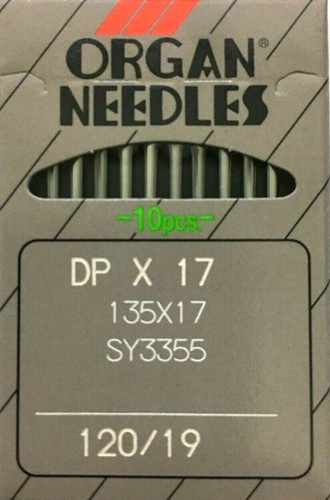 ORGAN®
NEEDLES
-10pcs.-
DP X 17
135X17
SY3355
120/19